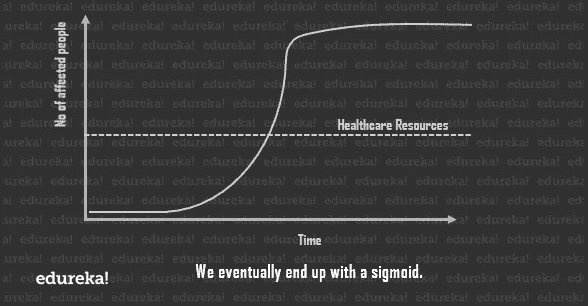 No of affected people
Healthcare Resources
Time
We eventually end up with a sigmoid.
edureka!